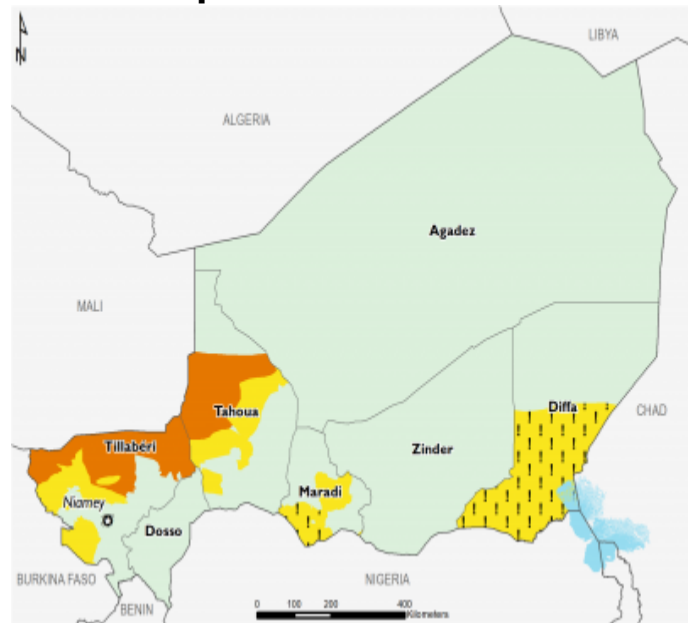 N
LIBYA
ALGERIA
Agadez
MALI
Tahoua
Diffa
CHAD
Tillabéri
Zinder
Maradi
Niamey
Dosso
BURKINA FASO
NIGERIA
BENIN
0 100 200 400
Kilometers